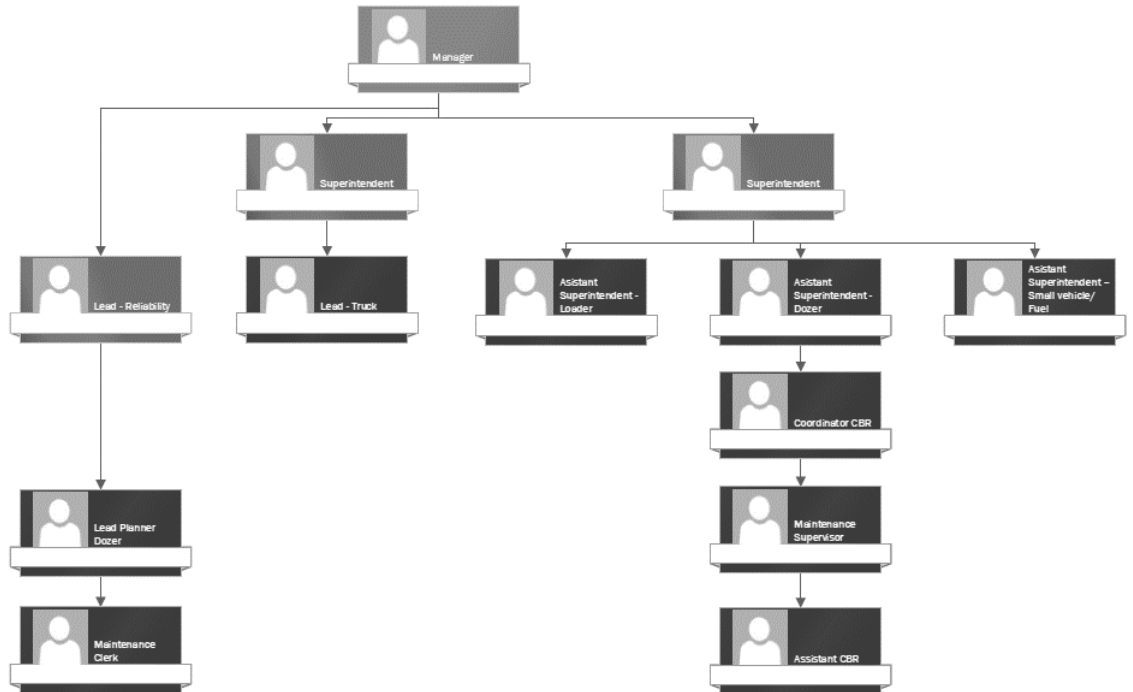 Manager
Superintendent
Superintendent
Lead - Reliability
Lead - Truck
Asistant
Superintendent -
Loader
Asistant
Superintendent -
Dozer
Asistant
Superintendent –
Small vehicle/
Fuel
Coordinator CBR
Lead Planner
Dozer
Maintenance
Supervisor
Maintenance
Clerk
Assistant CBR